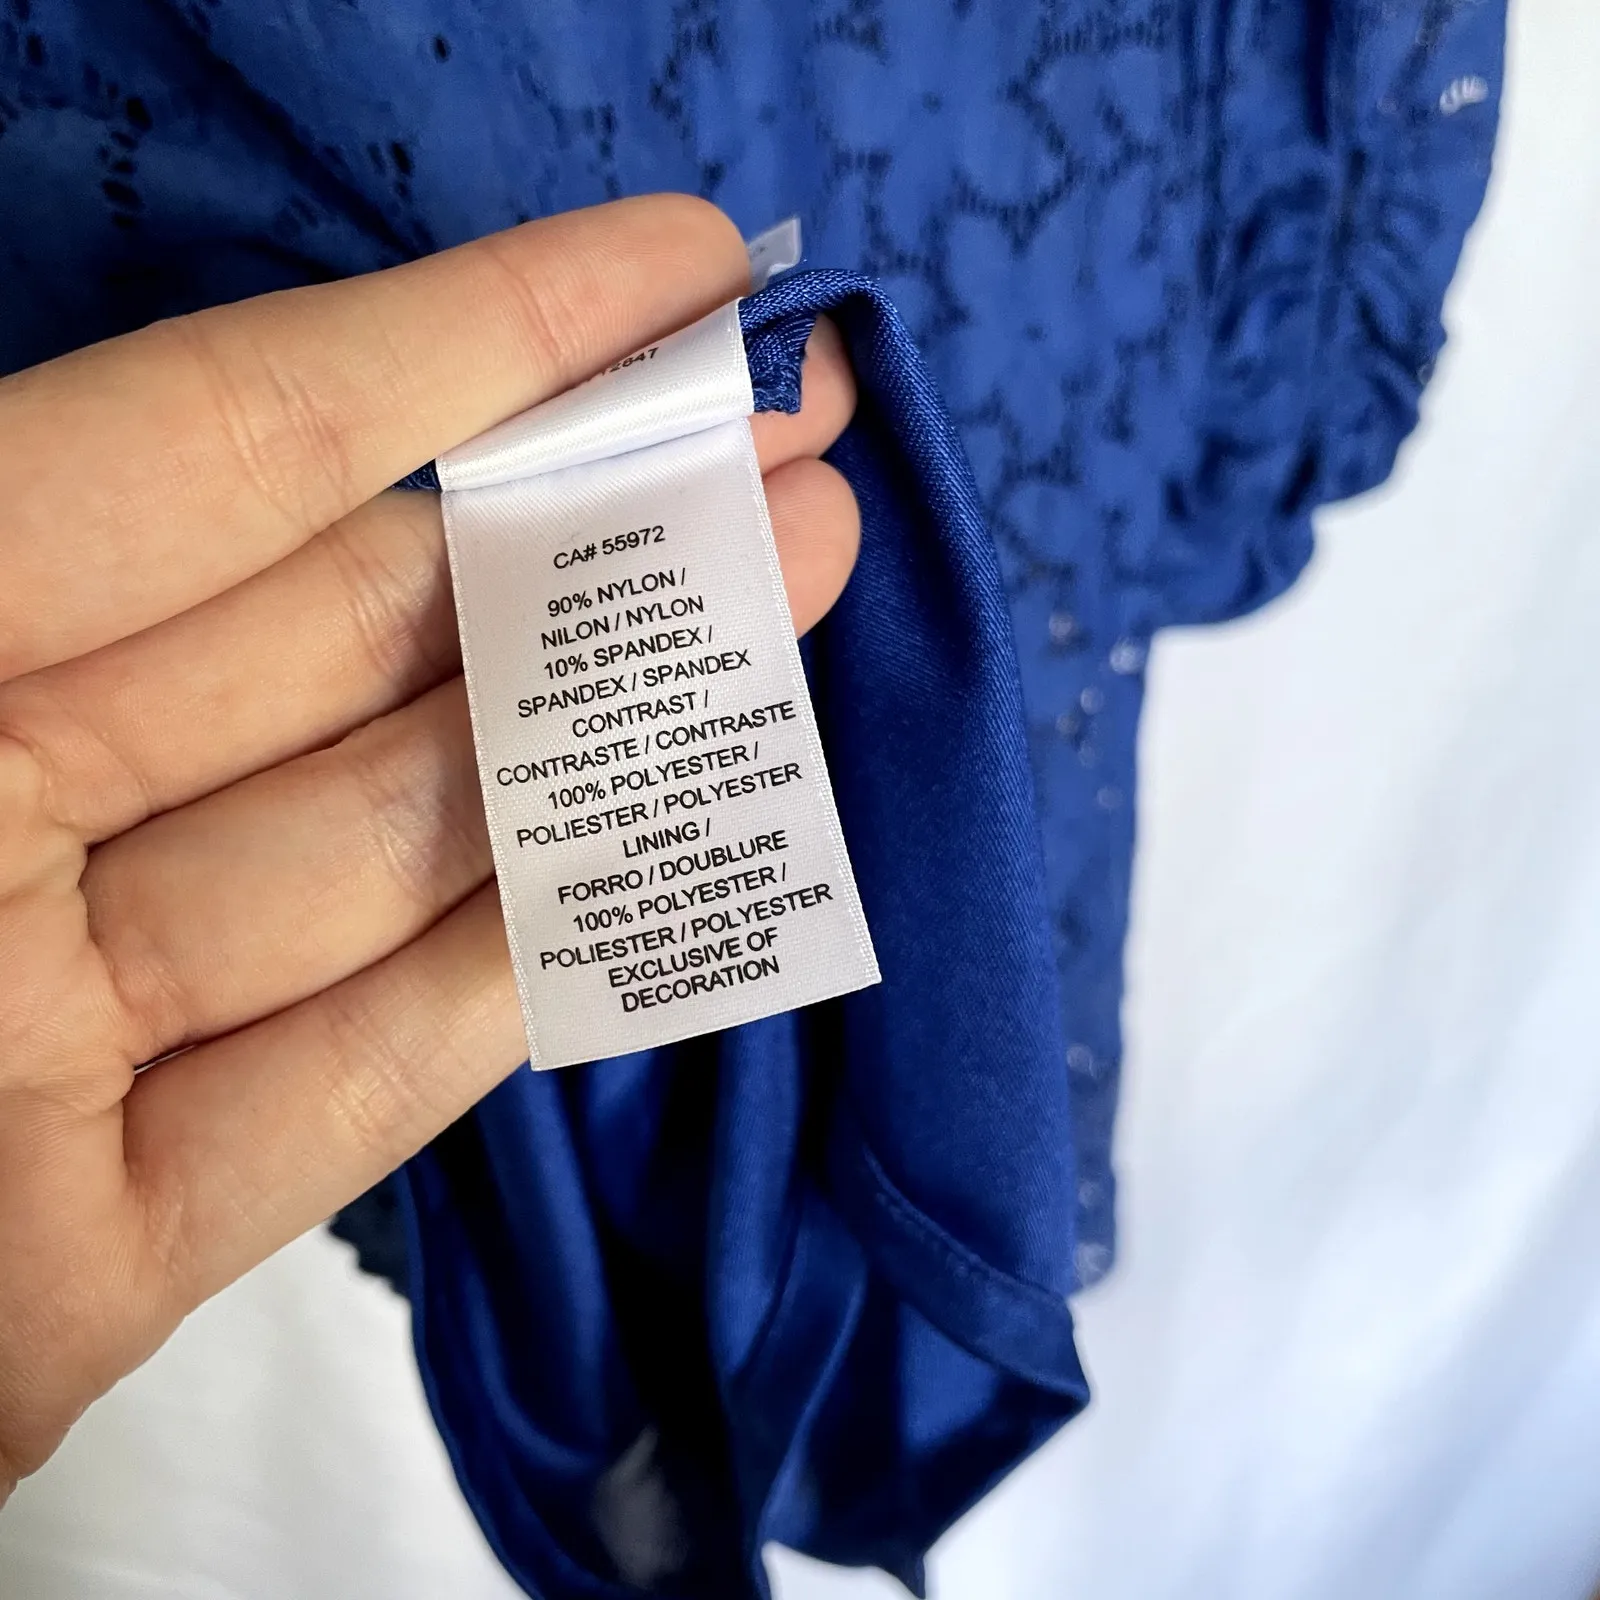 CA# 55972
90% NYLON /
NILON / NYLON
10% SPANDEX /
SPANDEX / SPANDEX
CONTRAST /
CONTRASTE / CONTRASTE
100% POLYESTER /
POLIESTER / POLYESTER
LINING /
FORRO / DOUBLURE
100% POLYESTER /
POLIESTER / POLYESTER
EXCLUSIVE OF
DECORATION